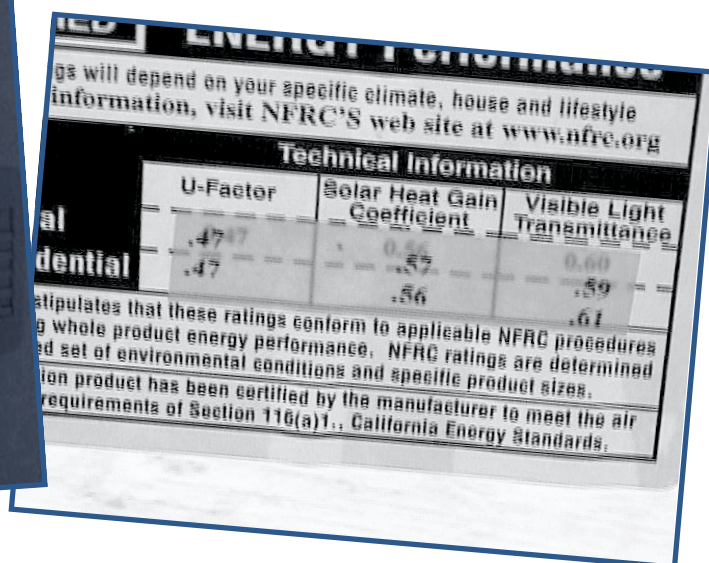 ENERGY Performance
gs will depend on your specific climate, house and lifestyle
information, visit NFRC'S web site at www.nfrc.org
Technical Information
U-Factor Solar Heat Gain Coefficient Visible Light Transmittance
al .47 .57 .59
dential .47 .56 .61
stipulates that these ratings conform to applicable NFRC procedures
g whole product energy performance. NFRC ratings are determined
ed set of environmental conditions and specific product sizes.
ion product has been certified by the manufacturer to meet the air
requirements of Section 116(a)1., California Energy Standards.